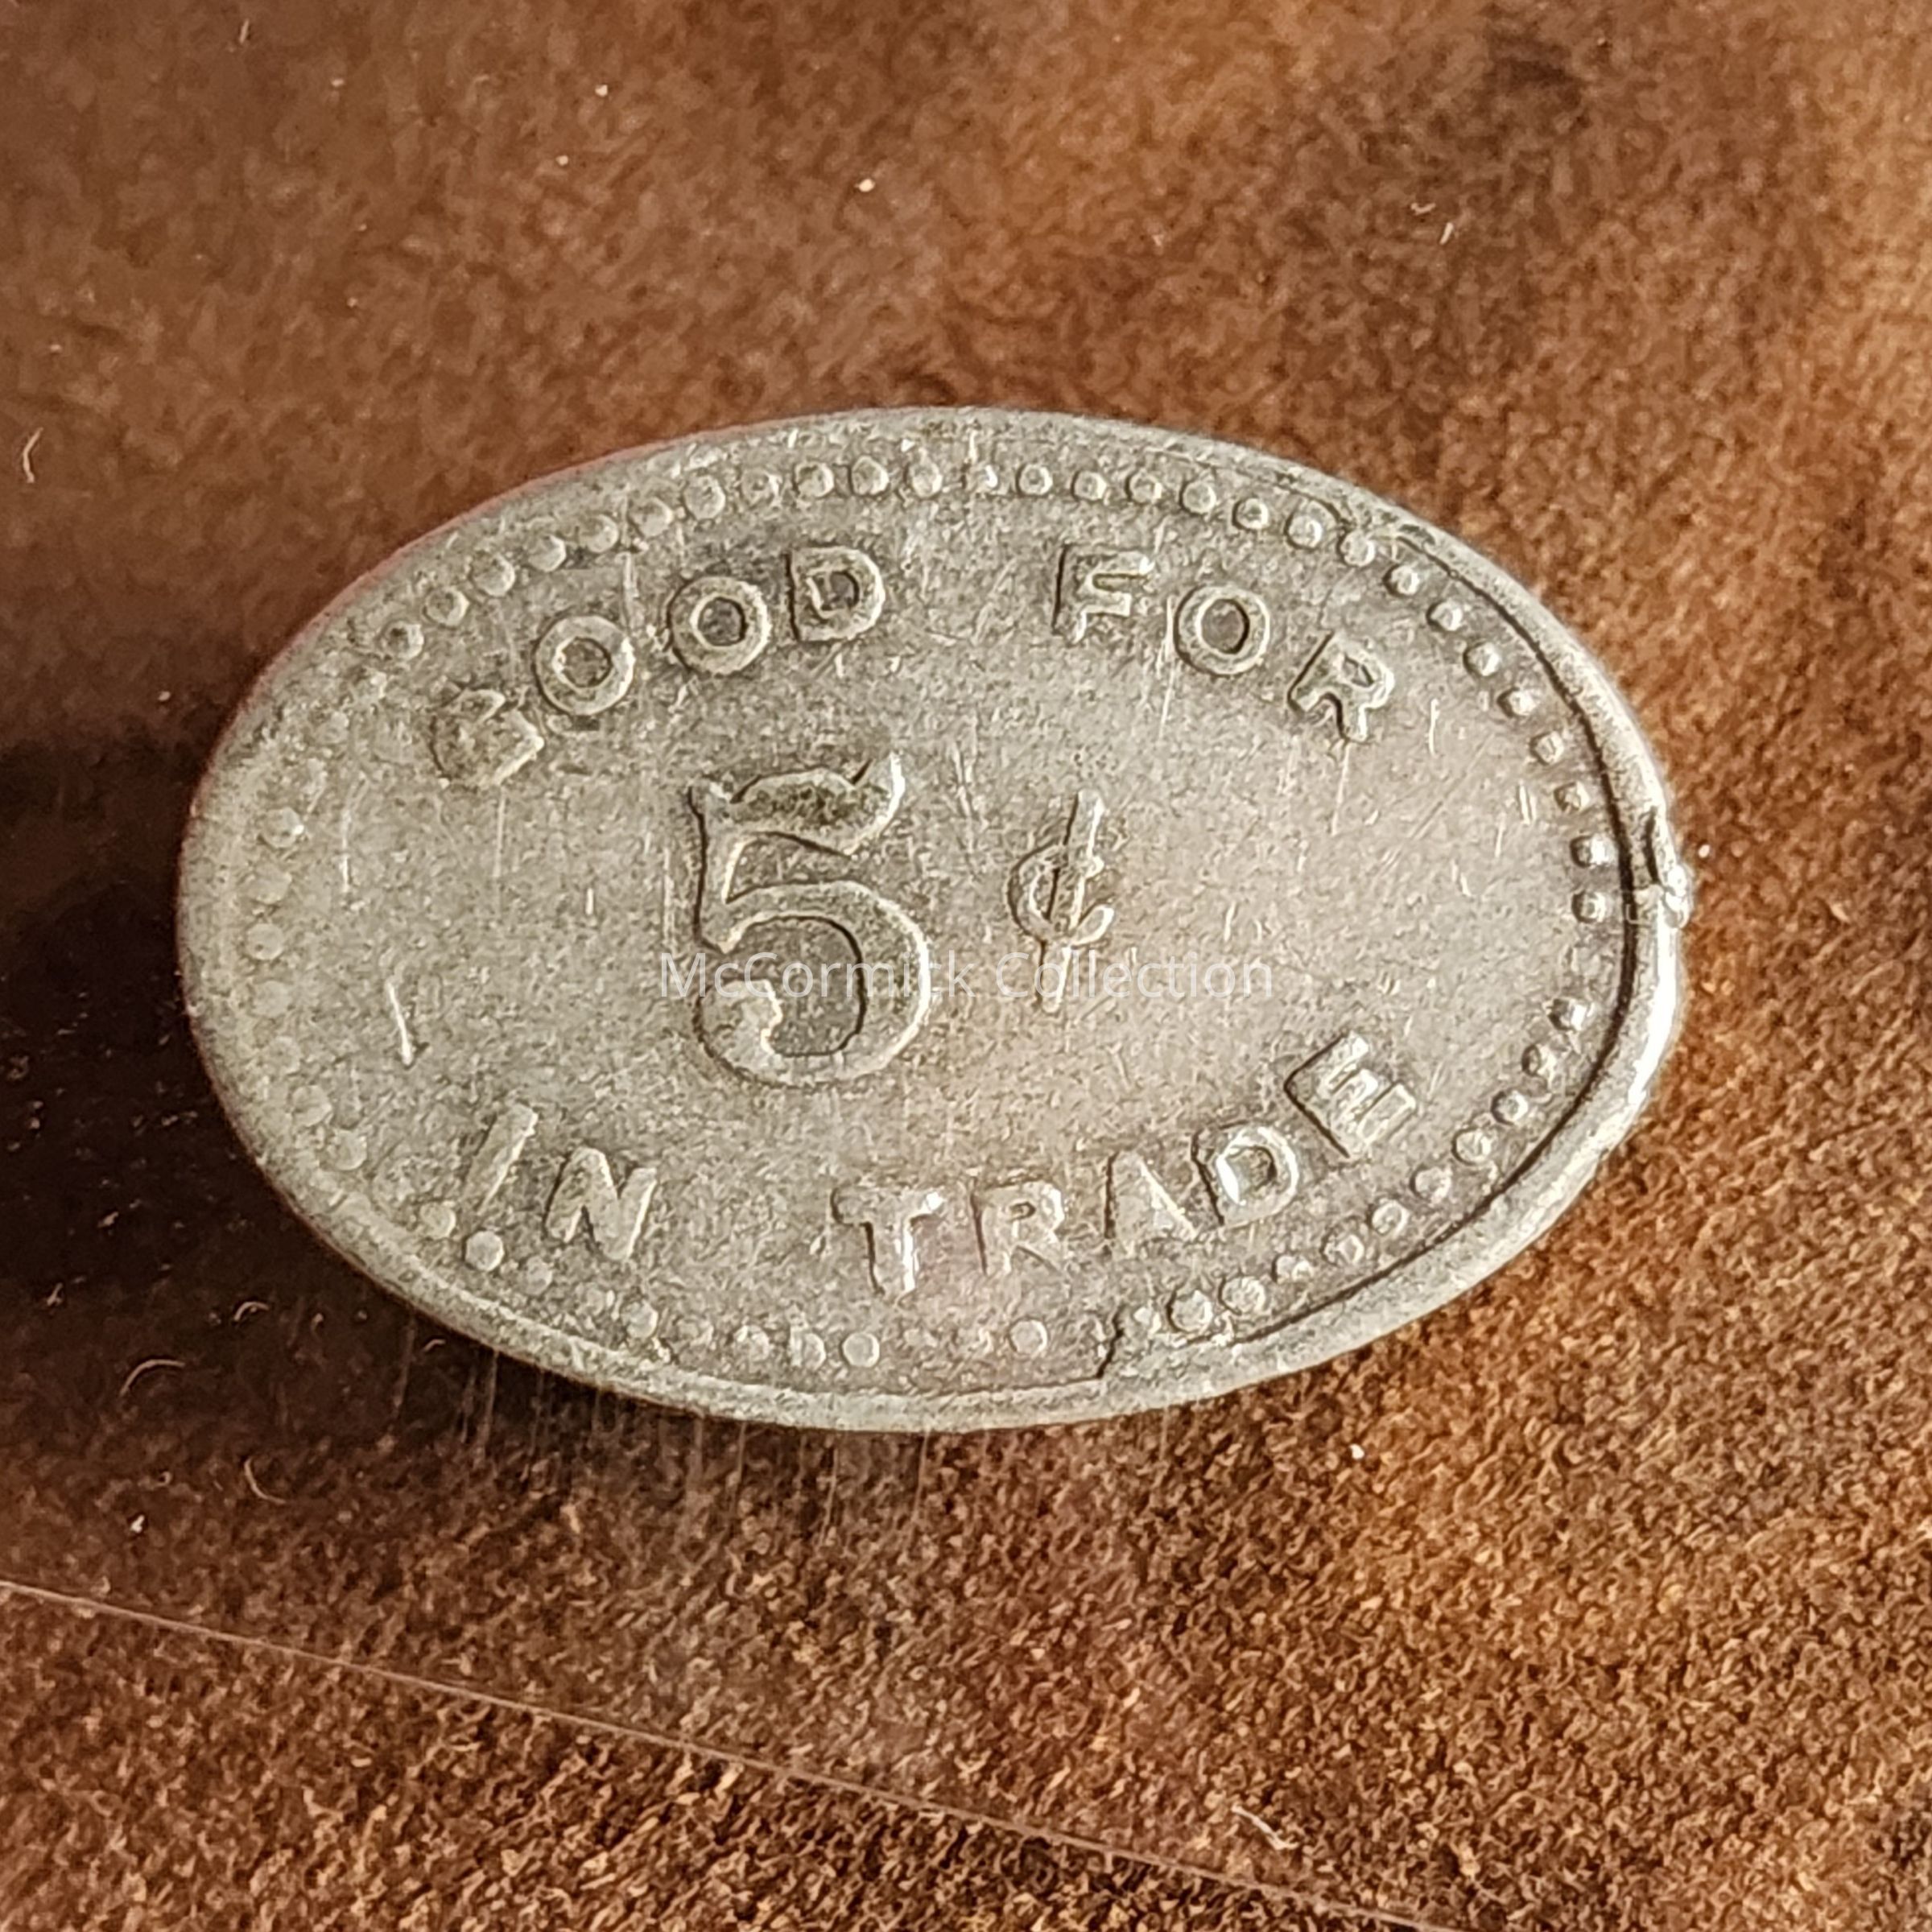 GOOD FOR
5 ¢
McCormick Collection
IN TRADE